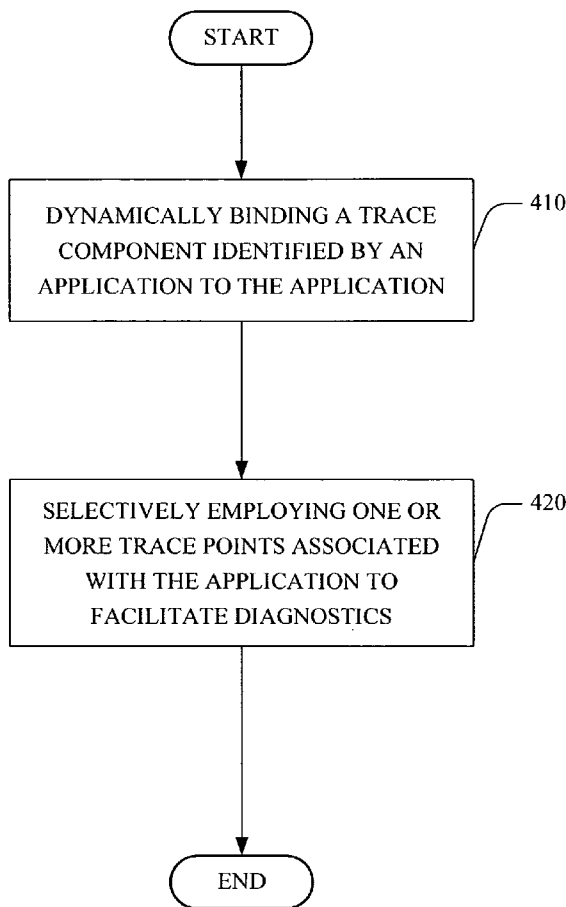 START
DYNAMICALLY BINDING A TRACE
COMPONENT IDENTIFIED BY AN
APPLICATION TO THE APPLICATION
410
SELECTIVELY EMPLOYING ONE OR
MORE TRACE POINTS ASSOCIATED
WITH THE APPLICATION TO
FACILITATE DIAGNOSTICS
420
END